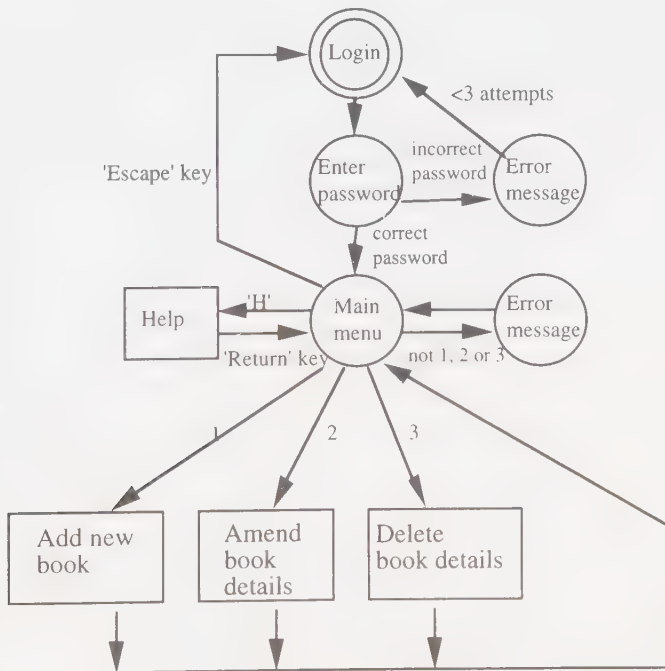 Login
<3 attempts
'Escape' key
Enter
password
incorrect
password
Error
message
correct
password
Help
'H'
'Return' key
Main
menu
not 1, 2 or 3
Error
message
1
2
3
Add new
book
Amend
book
details
Delete
book details